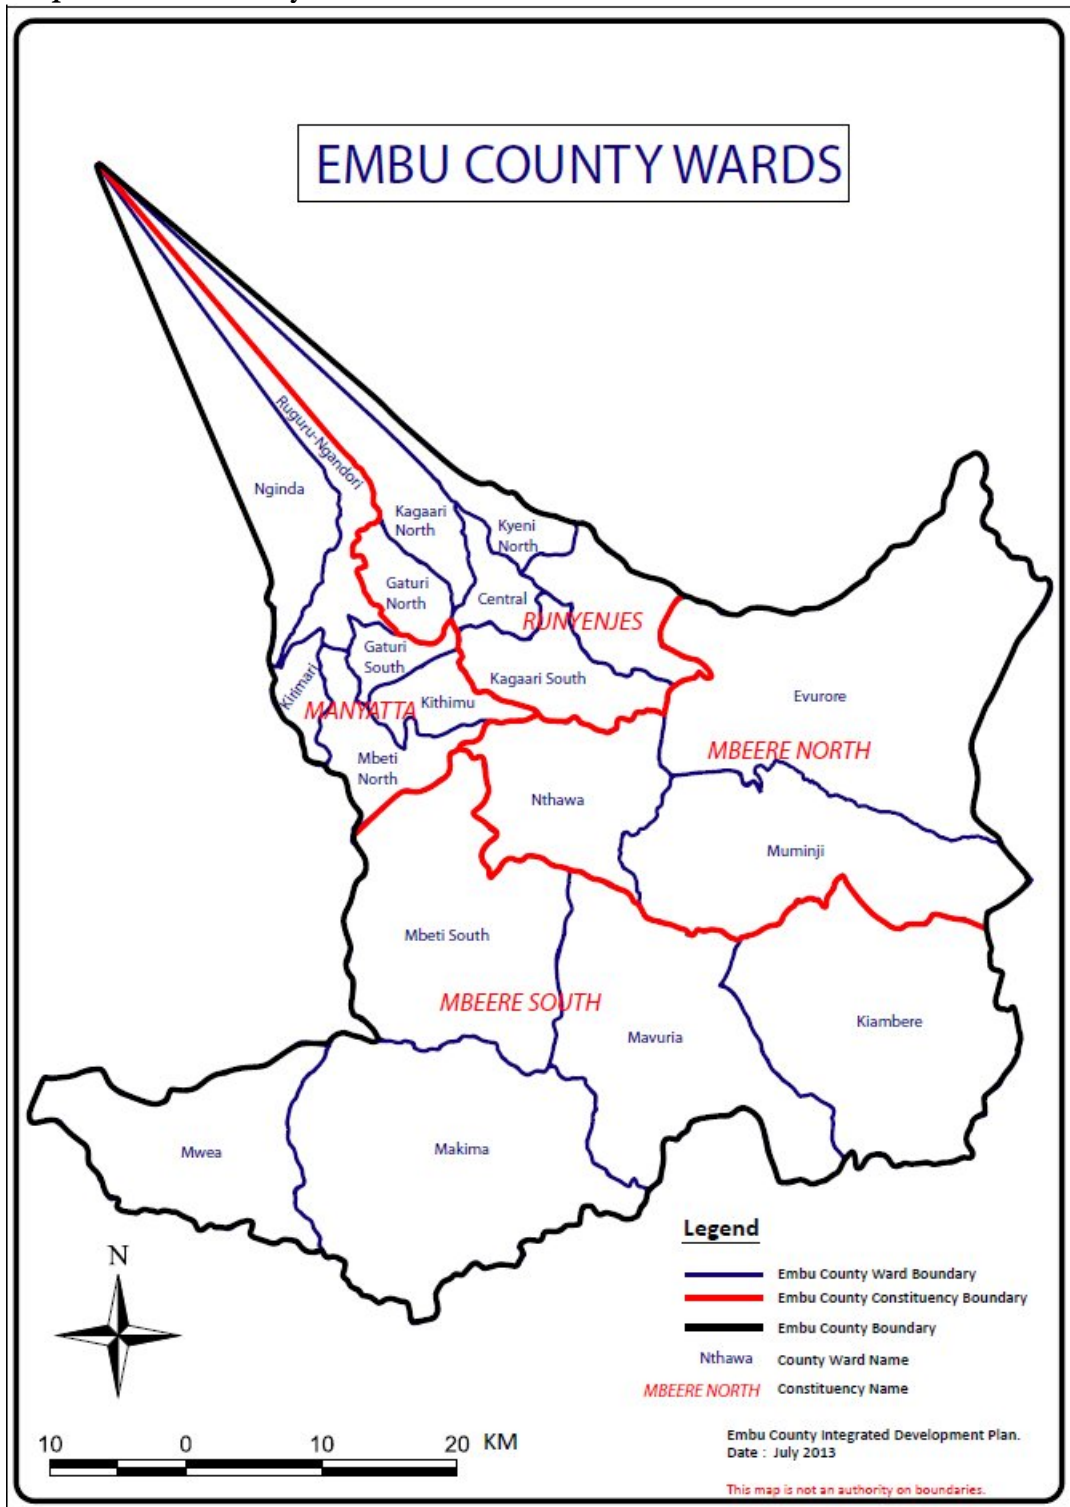 EMBU COUNTY WARDS
Ruguru-Ngandori
Nginda
Kagaari
North
Kyeni
North
Gaturi
North
Central
RUNYENJES
Gaturi
South
Kirimari
Kagaari South
MANYATTA
Kithimu
Evurore
MBEERE NORTH
Mbeti
North
Nthawa
Muminji
Mbeti South
MBEERE SOUTH
Kiambere
Mavuria
Makima
Mwea
Legend
Embu County Ward Boundary
Embu County Constituency Boundary
Embu County Boundary
Nthawa County Ward Name
MBEERE NORTH Constituency Name
N
10 0 10 20 KM
Embu County Integrated Development Plan.
Date : July 2013
This map is not an authority on boundaries.